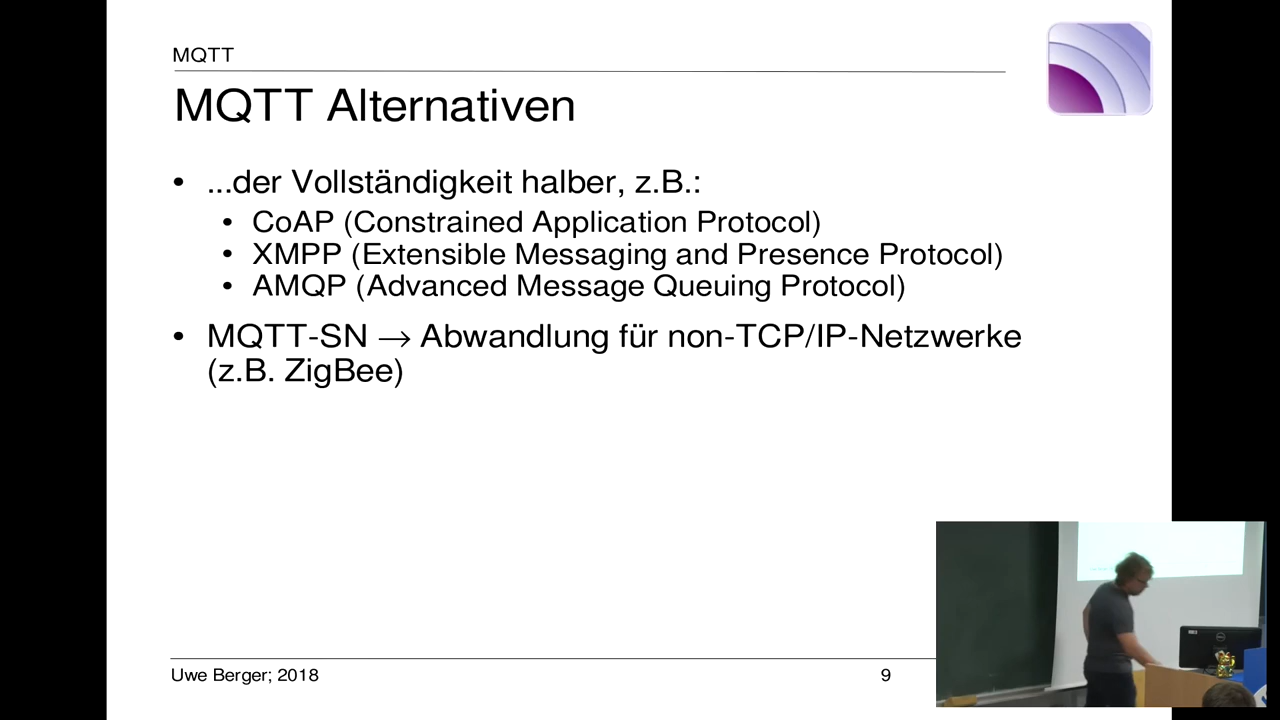 MQTT
MQTT Alternativen
• ...der Vollständigkeit halber, z.B.:
• CoAP (Constrained Application Protocol)
• XMPP (Extensible Messaging and Presence Protocol)
• AMQP (Advanced Message Queuing Protocol)
• MQTT-SN → Abwandlung für non-TCP/IP-Netzwerke
(z.B. ZigBee)
Uwe Berger; 2018
9